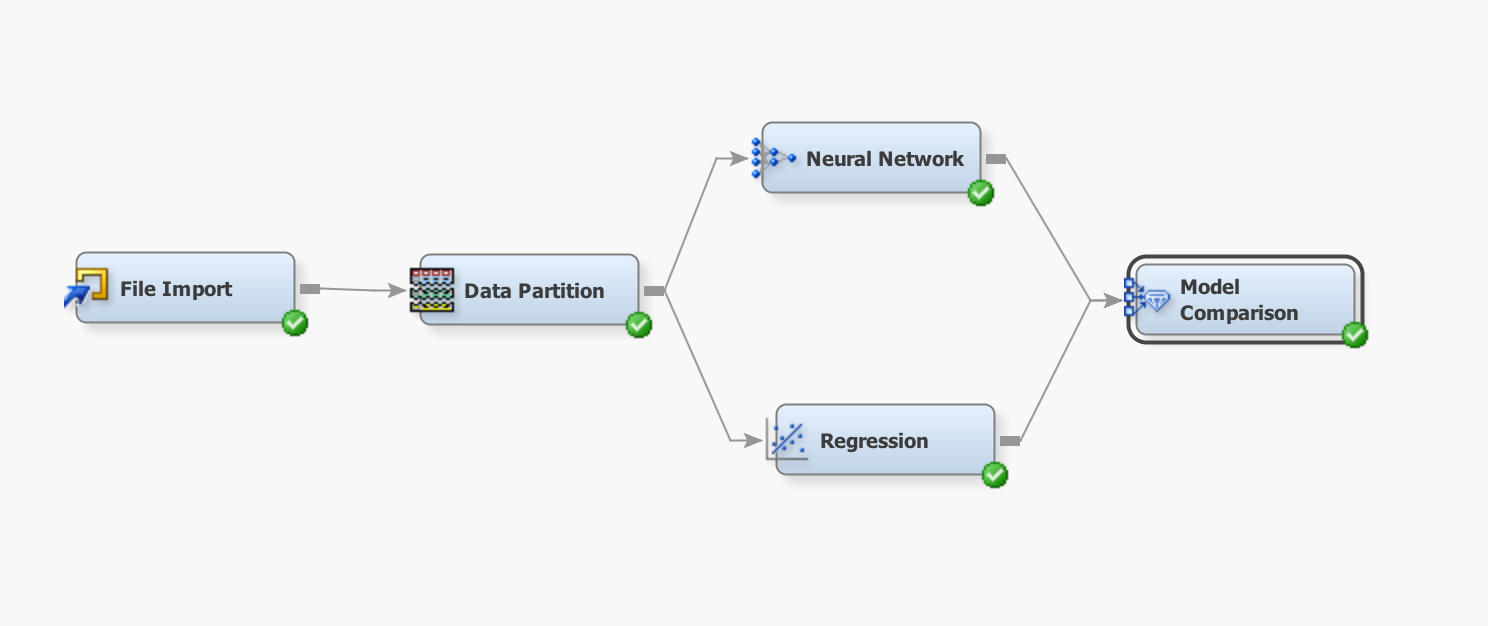 File Import
Data Partition
Neural Network
Regression
Model
Comparison